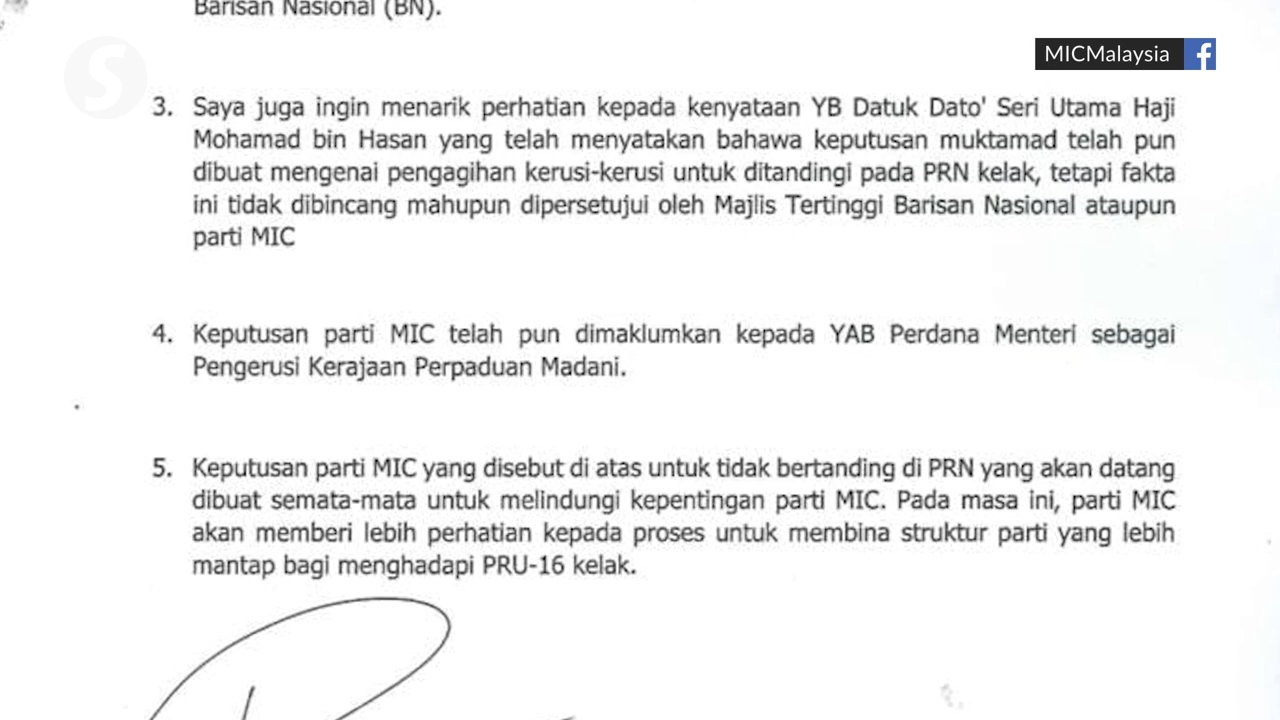 Barisan Nasional (BN).
MICMalaysia
3. Saya juga ingin menarik perhatian kepada kenyataan YB Datuk Dato' Seri Utama Haji
Mohamad bin Hasan yang telah menyatakan bahawa keputusan muktamad telah pun
dibuat mengenai pengagihan kerusi-kerusi untuk ditandingi pada PRN kelak, tetapi fakta
ini tidak dibincang mahupun dipersetujui oleh Majlis Tertinggi Barisan Nasional ataupun
parti MIC
4. Keputusan parti MIC telah pun dimaklumkan kepada YAB Perdana Menteri sebagai
Pengerusi Kerajaan Perpaduan Madani.
5. Keputusan parti MIC yang disebut di atas untuk tidak bertanding di PRN yang akan datang
dibuat semata-mata untuk melindungi kepentingan parti MIC. Pada masa ini, parti MIC
akan memberi lebih perhatian kepada proses untuk membina struktur parti yang lebih
mantap bagi menghadapi PRU-16 kelak.